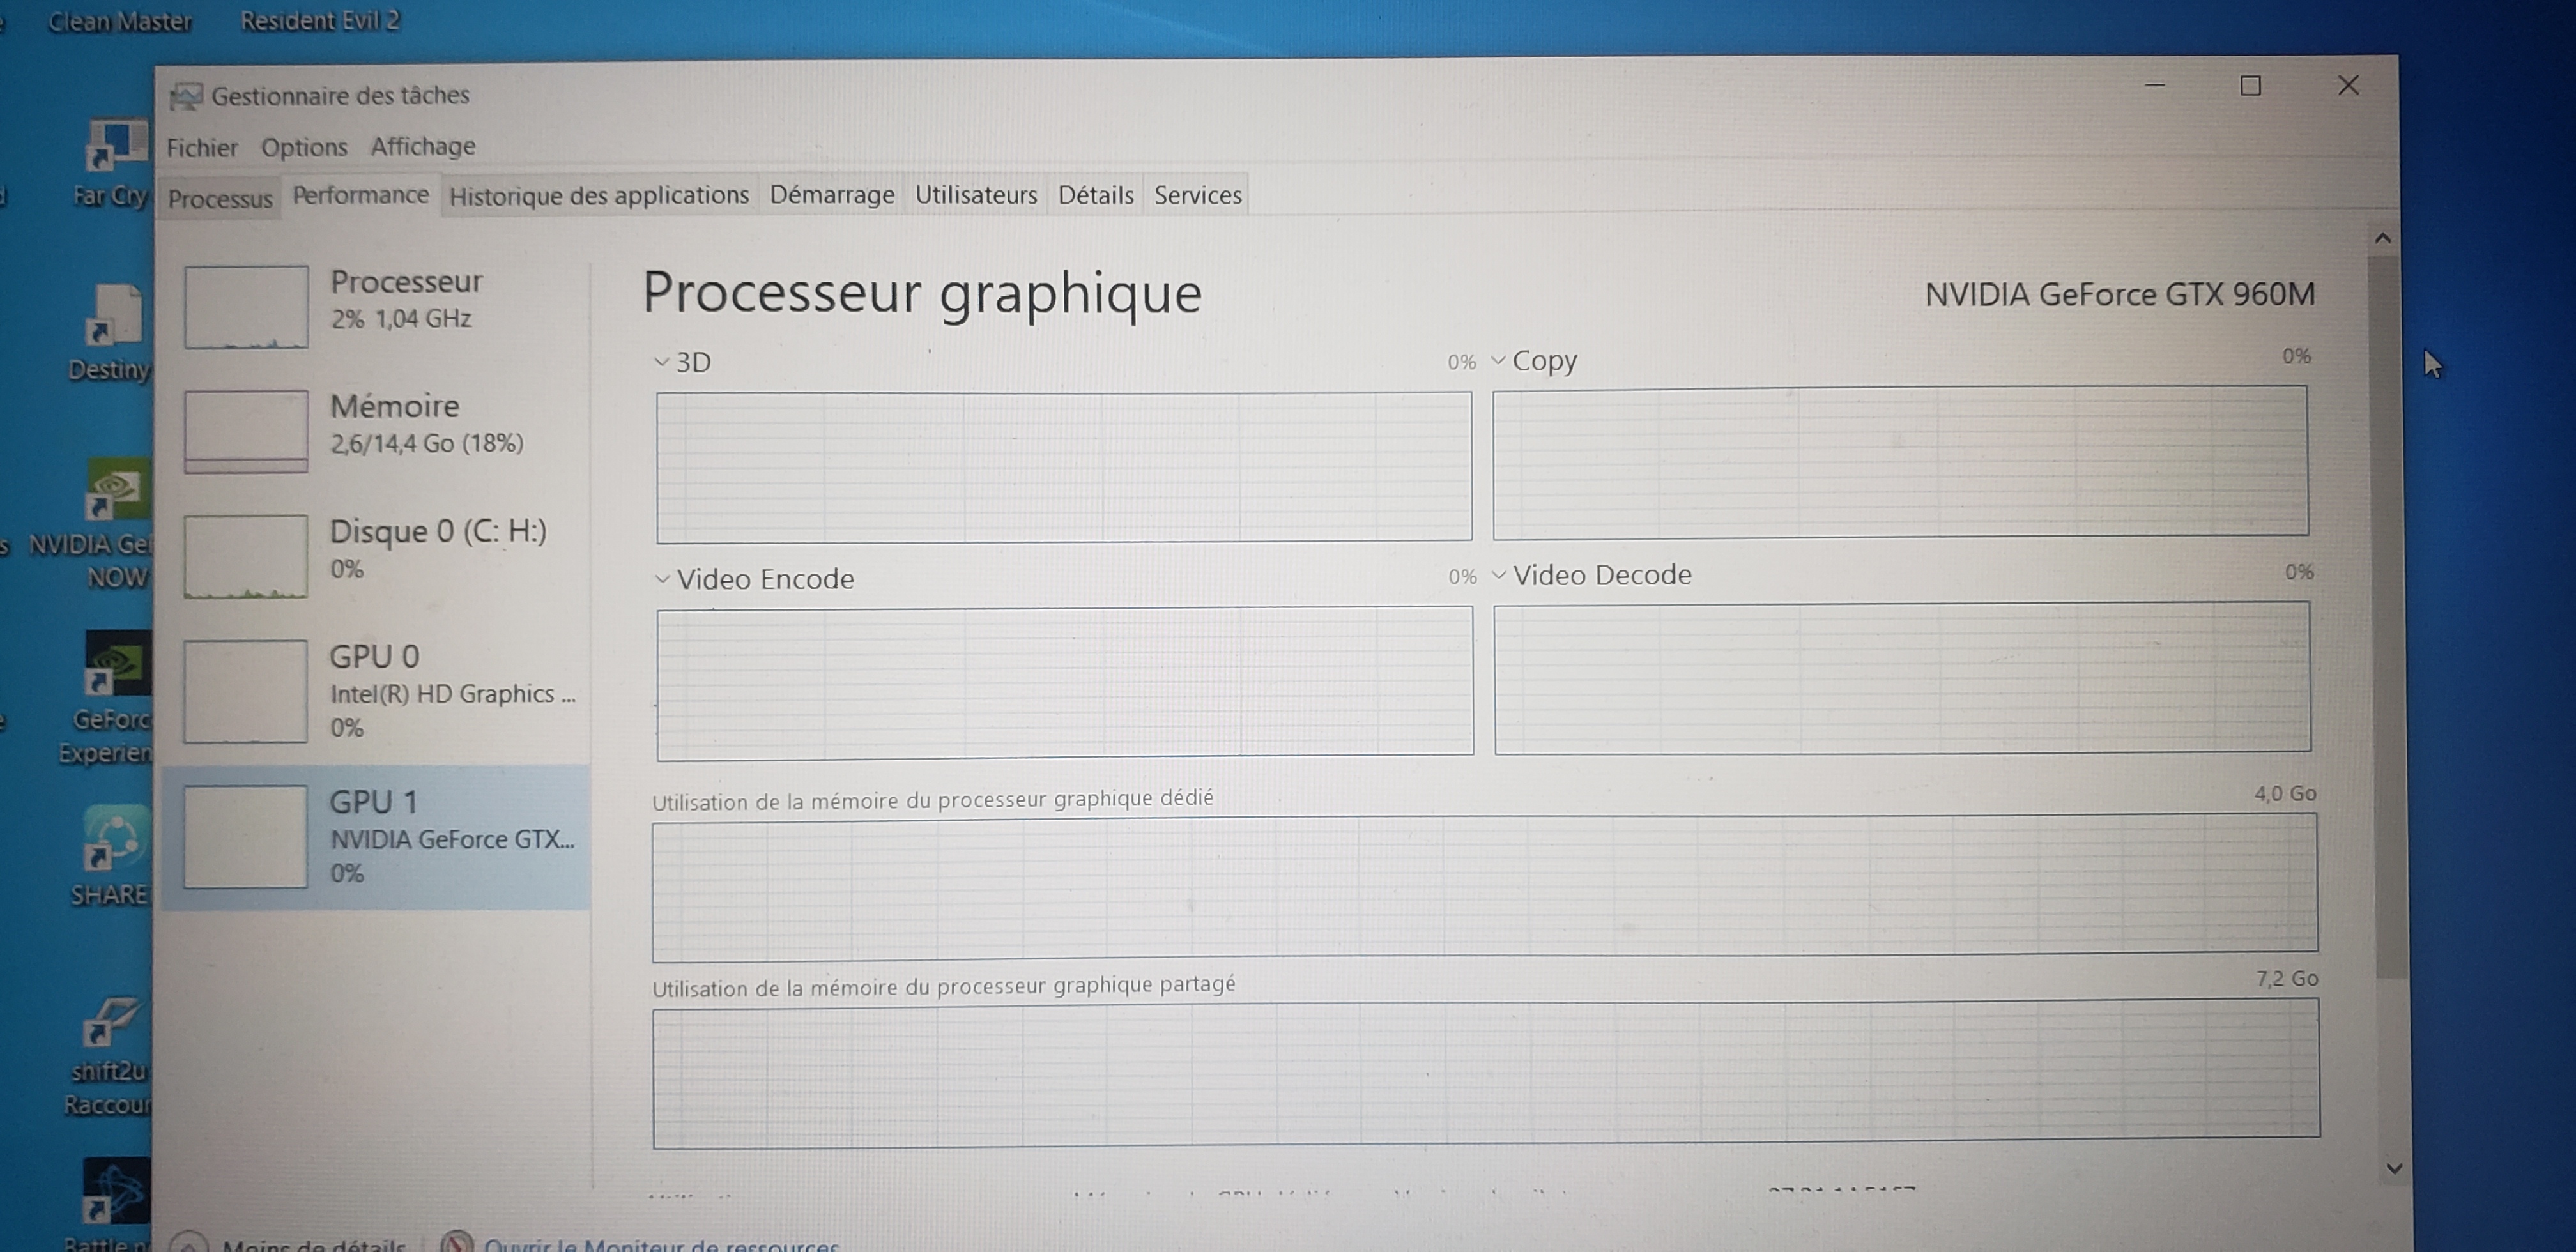 Clean Master
Resident Evil 2
Gestionnaire des tâches
Fichier Options Affichage
Processus Performance Historique des applications Démarrage Utilisateurs Détails Services
Far Cry
Destiny
NVIDIA Ge
NOW
GeForc
Experien
SHARE
shift2u
Raccour
Processeur
2% 1,04 GHz
Mémoire
2,6/14,4 Go (18%)
Disque 0 (C: H:)
0%
GPU 0
Intel(R) HD Graphics ...
0%
GPU 1
NVIDIA GeForce GTX...
0%
Processeur graphique
NVIDIA GeForce GTX 960M
3D 0%
Copy 0%
Video Encode 0%
Video Decode 0%
Utilisation de la mémoire du processeur graphique dédié 4,0 Go
Utilisation de la mémoire du processeur graphique partagé 7,2 Go
Moins de détails
Ouvrir le Moniteur de ressources